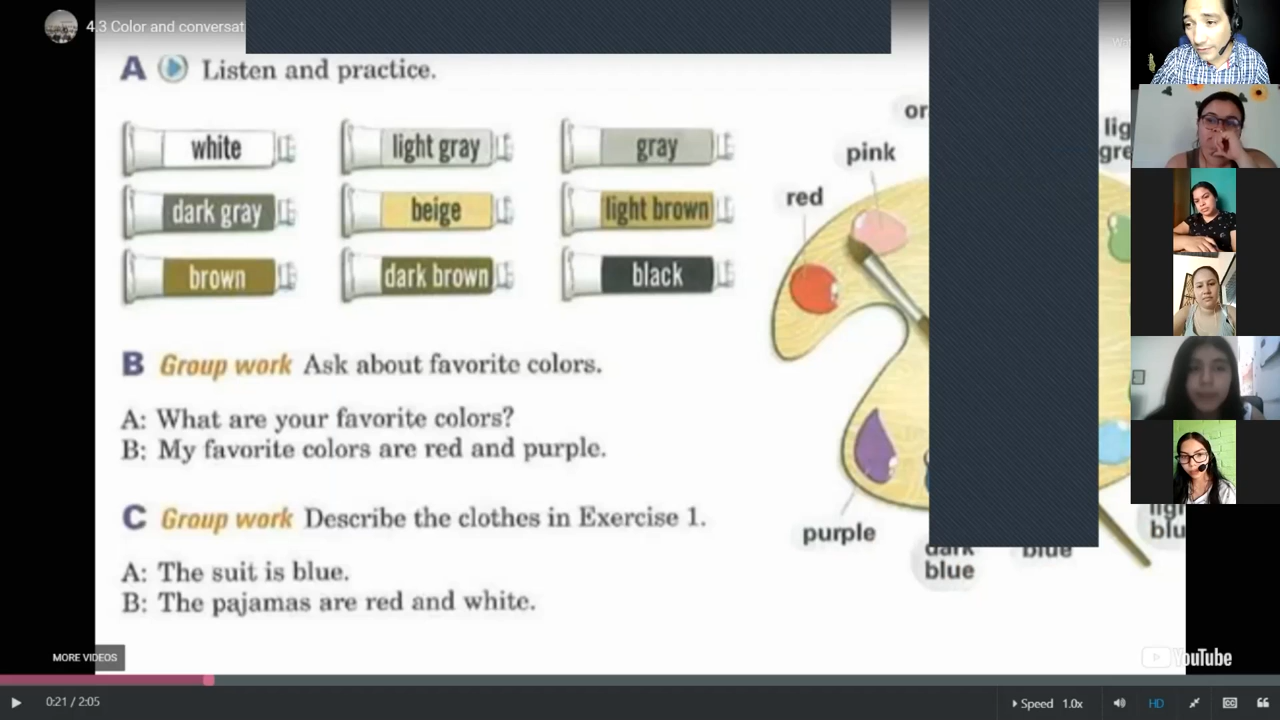 4.3 Color and conversat
A Listen and practice.
white light gray gray
dark gray beige light brown
brown dark brown black
pink
red
purple
dark blue
blue
B Group work Ask about favorite colors.
A: What are your favorite colors?
B: My favorite colors are red and purple.
C Group work Describe the clothes in Exercise 1.
A: The suit is blue.
B: The pajamas are red and white.
MORE VIDEOS
YouTube
0:21 / 2:05
Speed 1.0x
HD
CC